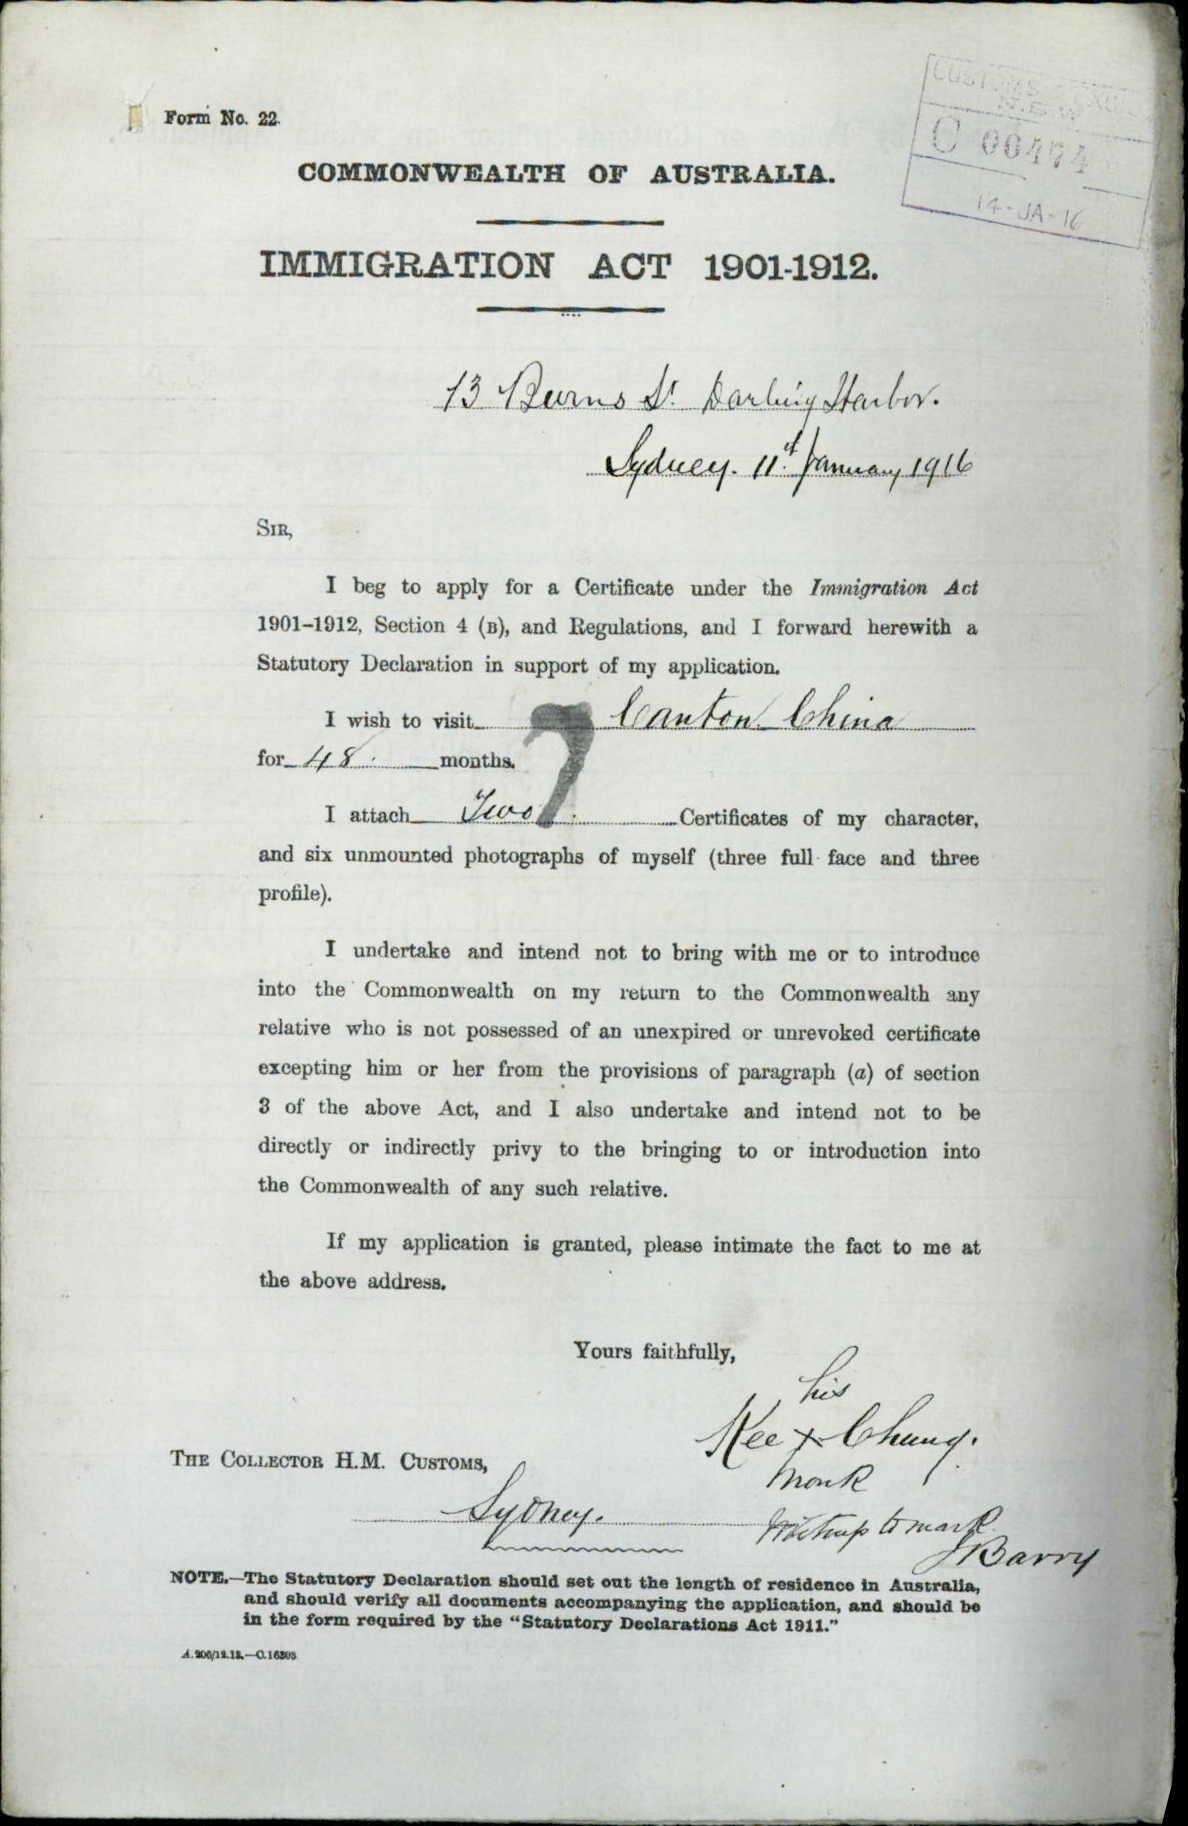 Form No. 22.
CUSTOMS
N.S.W.
C 00474
14-JA-16
COMMONWEALTH OF AUSTRALIA.
IMMIGRATION ACT 1901-1912.
13 Burns St. Darling Harbor.
Sydney. 11th January 1916
SIR,
I beg to apply for a Certificate under the Immigration Act
1901–1912, Section 4 (B), and Regulations, and I forward herewith a
Statutory Declaration in support of my application.
I wish to visit Canton China
for 48 months.
7
I attach Two Certificates of my character,
and six unmounted photographs of myself (three full face and three
profile).
I undertake and intend not to bring with me or to introduce
into the Commonwealth on my return to the Commonwealth any
relative who is not possessed of an unexpired or unrevoked certificate
excepting him or her from the provisions of paragraph (a) of section
3 of the above Act, and I also undertake and intend not to be
directly or indirectly privy to the bringing to or introduction into
the Commonwealth of any such relative.
If my application is granted, please intimate the fact to me at
the above address.
Yours faithfully,
his
Kee x Chung.
mark
THE COLLECTOR H.M. CUSTOMS,
Sydney.
Witness to mark
J Barry
NOTE.—The Statutory Declaration should set out the length of residence in Australia,
and should verify all documents accompanying the application, and should be
in the form required by the "Statutory Declarations Act 1911."